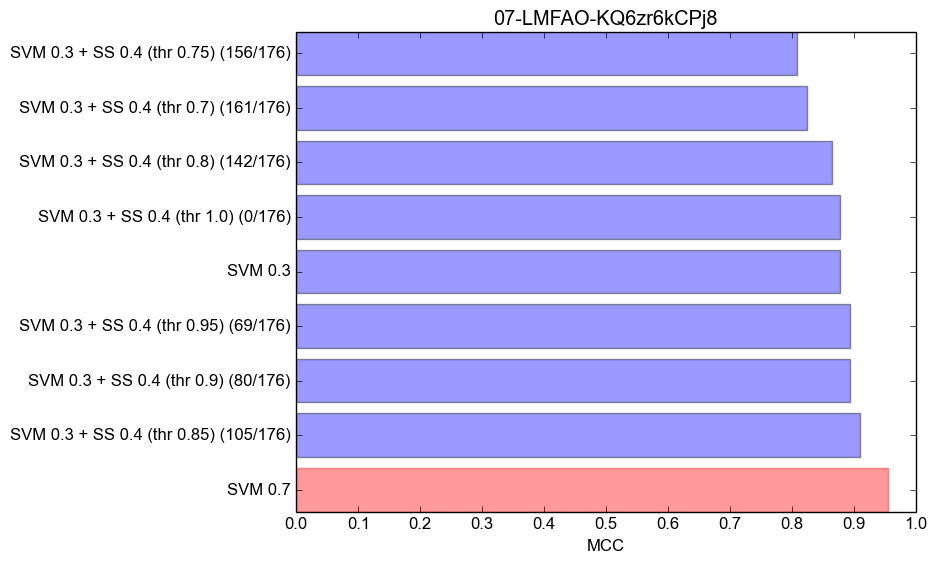 07-LMFAO-KQ6zr6kCPj8
SVM 0.3 + SS 0.4 (thr 0.75) (156/176)
SVM 0.3 + SS 0.4 (thr 0.7) (161/176)
SVM 0.3 + SS 0.4 (thr 0.8) (142/176)
SVM 0.3 + SS 0.4 (thr 1.0) (0/176)
SVM 0.3
SVM 0.3 + SS 0.4 (thr 0.95) (69/176)
SVM 0.3 + SS 0.4 (thr 0.9) (80/176)
SVM 0.3 + SS 0.4 (thr 0.85) (105/176)
SVM 0.7
0.0 0.1 0.2 0.3 0.4 0.5 0.6 0.7 0.8 0.9 1.0
MCC